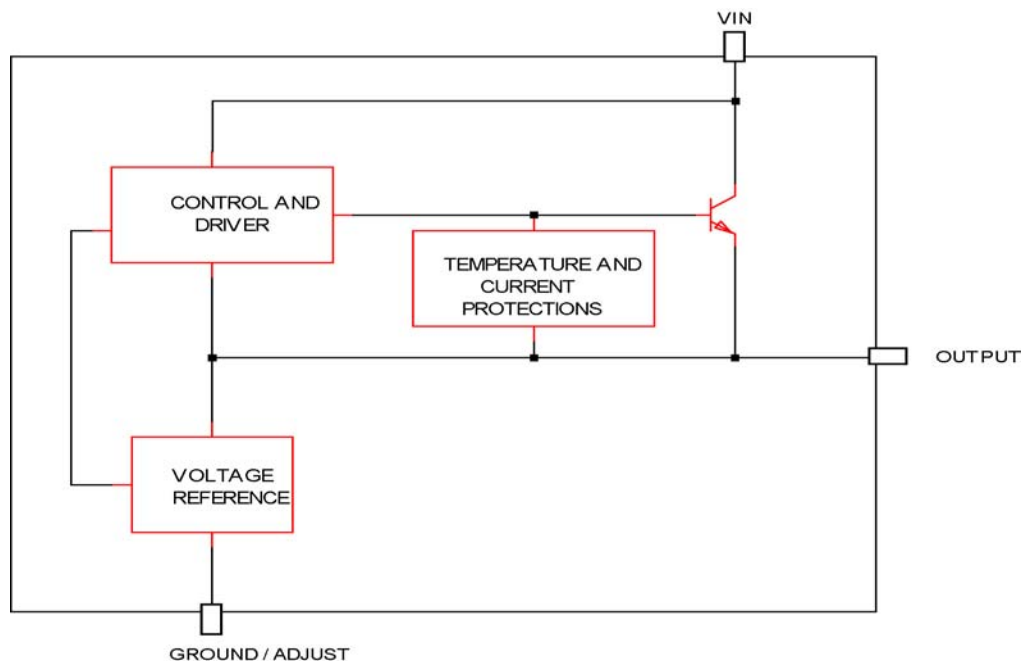 VIN
CONTROL AND
DRIVER
TEMPERATURE AND
CURRENT
PROTECTIONS
OUTPUT
VOLTAGE
REFERENCE
GROUND / ADJUST